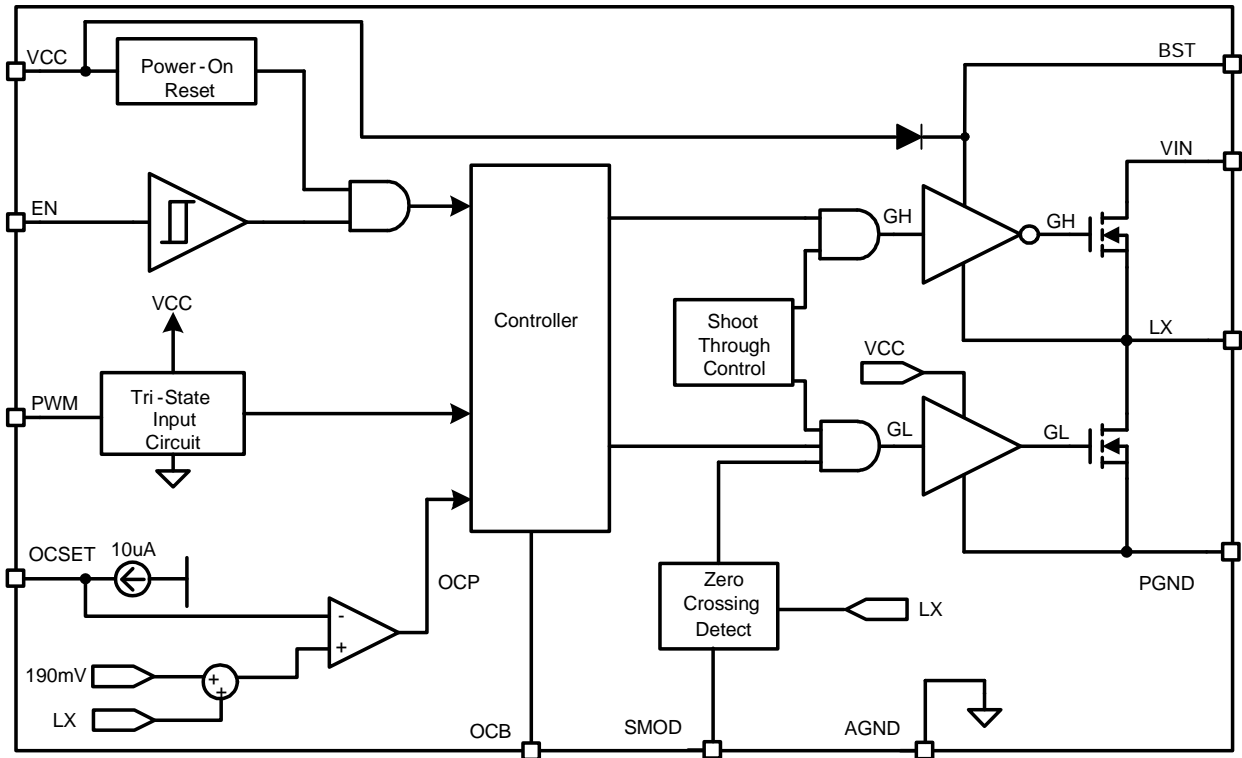 VCC
Power-On
Reset
BST
VIN
EN
GH
GH
VCC
Controller
Shoot
Through
Control
LX
VCC
PWM
Tri-State
Input
Circuit
GL
GL
OCSET
10uA
OCP
Zero
Crossing
Detect
LX
PGND
-
+
190mV
+
+
LX
OCB
SMOD
AGND